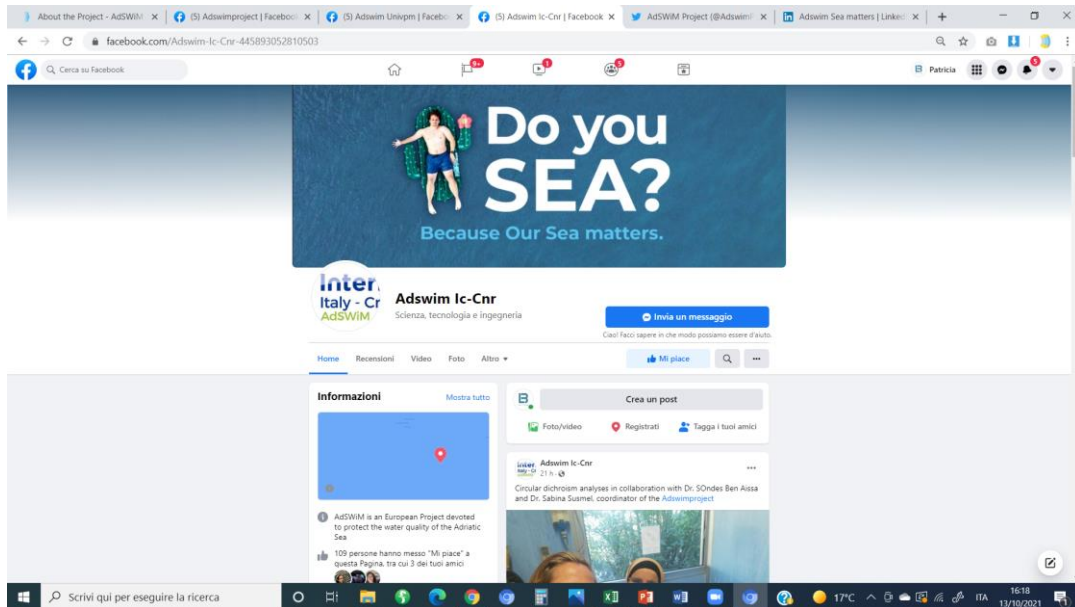 About the Project - AdSWiM
(5) Adswimproject | Facebook
(5) Adswim Univpm | Facebo
(5) Adswim Ic-Cnr | Facebook
AdSWiM Project (@Adswim
Adswim Sea matters | Linked
facebook.com/Adswim-Ic-Cnr-445893052810503
Cerca su Facebook
9+
1
5
Patricia
5
Do you
SEA?
Because Our Sea matters.
Inter
Italy - Cr
AdSWiM
Adswim Ic-Cnr
Scienza, tecnologia e ingegneria
Invia un messaggio
Ciao! Facci sapere in che modo possiamo essere d'aiuto.
Home Recensioni Video Foto Altro
Mi piace
Informazioni
Mostra tutto
AdSWiM is an European Project devoted
to protect the water quality of the Adriatic
Sea
109 persone hanno messo "Mi piace" a
questa Pagina, tra cui 3 dei tuoi amici
Crea un post
Foto/video Registrati Tagga i tuoi amici
Adswim Ic-Cnr
21 h
Circular dichroism analyses in collaboration with Dr. SOndes Ben Aissa
and Dr. Sabina Susmel, coordinator of the Adswimproject
Scrivi qui per eseguire la ricerca
17°C
ITA
16:18
13/10/2021